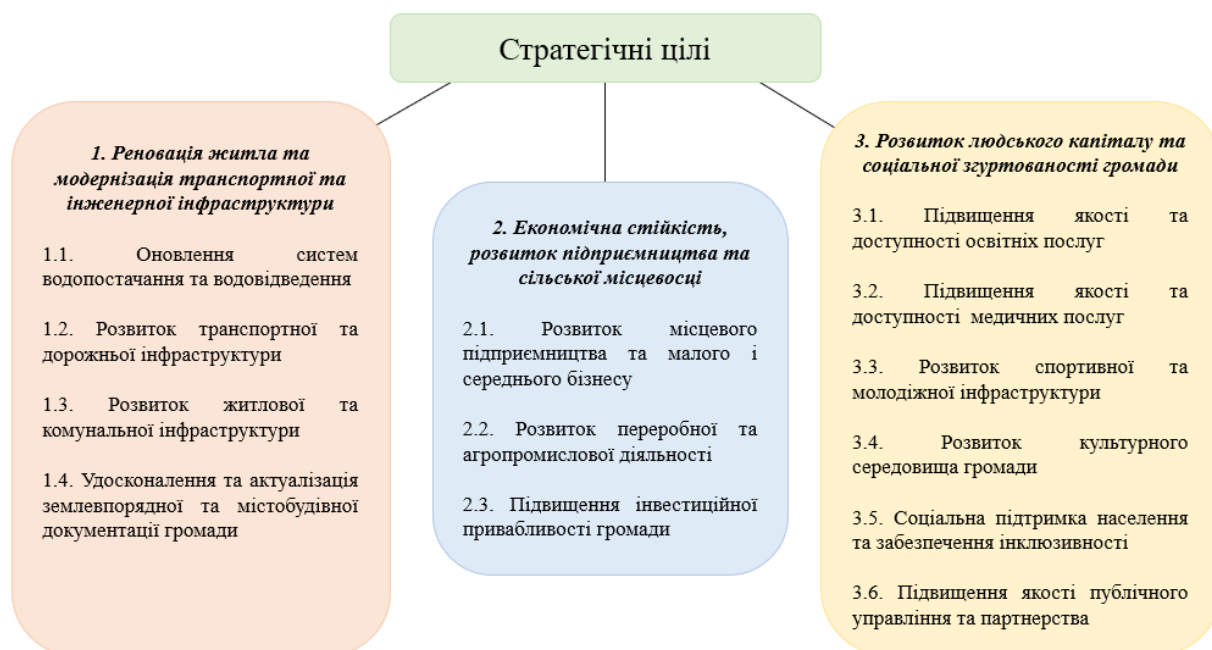 Стратегічні цілі
1. Реновація житла та
модернізація транспортної та
інженерної інфраструктури
1.1. Оновлення систем
водопостачання та водовідведення
1.2. Розвиток транспортної та
дорожньої інфраструктури
1.3. Розвиток житлової та
комунальної інфраструктури
1.4. Удосконалення та актуалізація
землевпорядної та містобудівної
документації громади
2. Економічна стійкість,
розвиток підприємництва та
сільської місцевосці
2.1. Розвиток місцевого
підприємництва та малого і
середнього бізнесу
2.2. Розвиток переробної та
агропромислової діяльності
2.3. Підвищення інвестиційної
привабливості громади
3. Розвиток людського капіталу та
соціальної згуртованості громади
3.1. Підвищення якості та
доступності освітніх послуг
3.2. Підвищення якості та
доступності медичних послуг
3.3. Розвиток спортивної та
молодіжної інфраструктури
3.4. Розвиток культурного
середовища громади
3.5. Соціальна підтримка населення
та забезпечення інклюзивності
3.6. Підвищення якості публічного
управління та партнерства